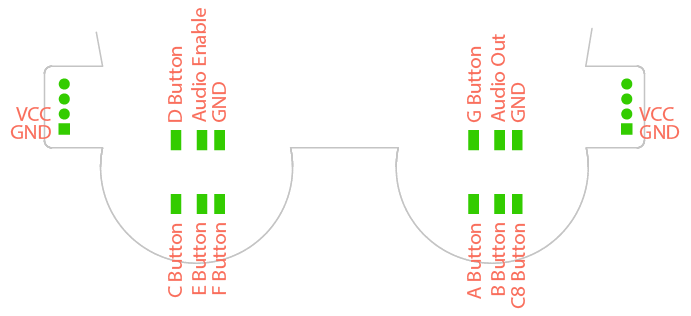 D Button
Audio Enable
GND
G Button
Audio Out
GND
VCC
GND
VCC
GND
C Button
E Button
F Button
A Button
B Button
C8 Button